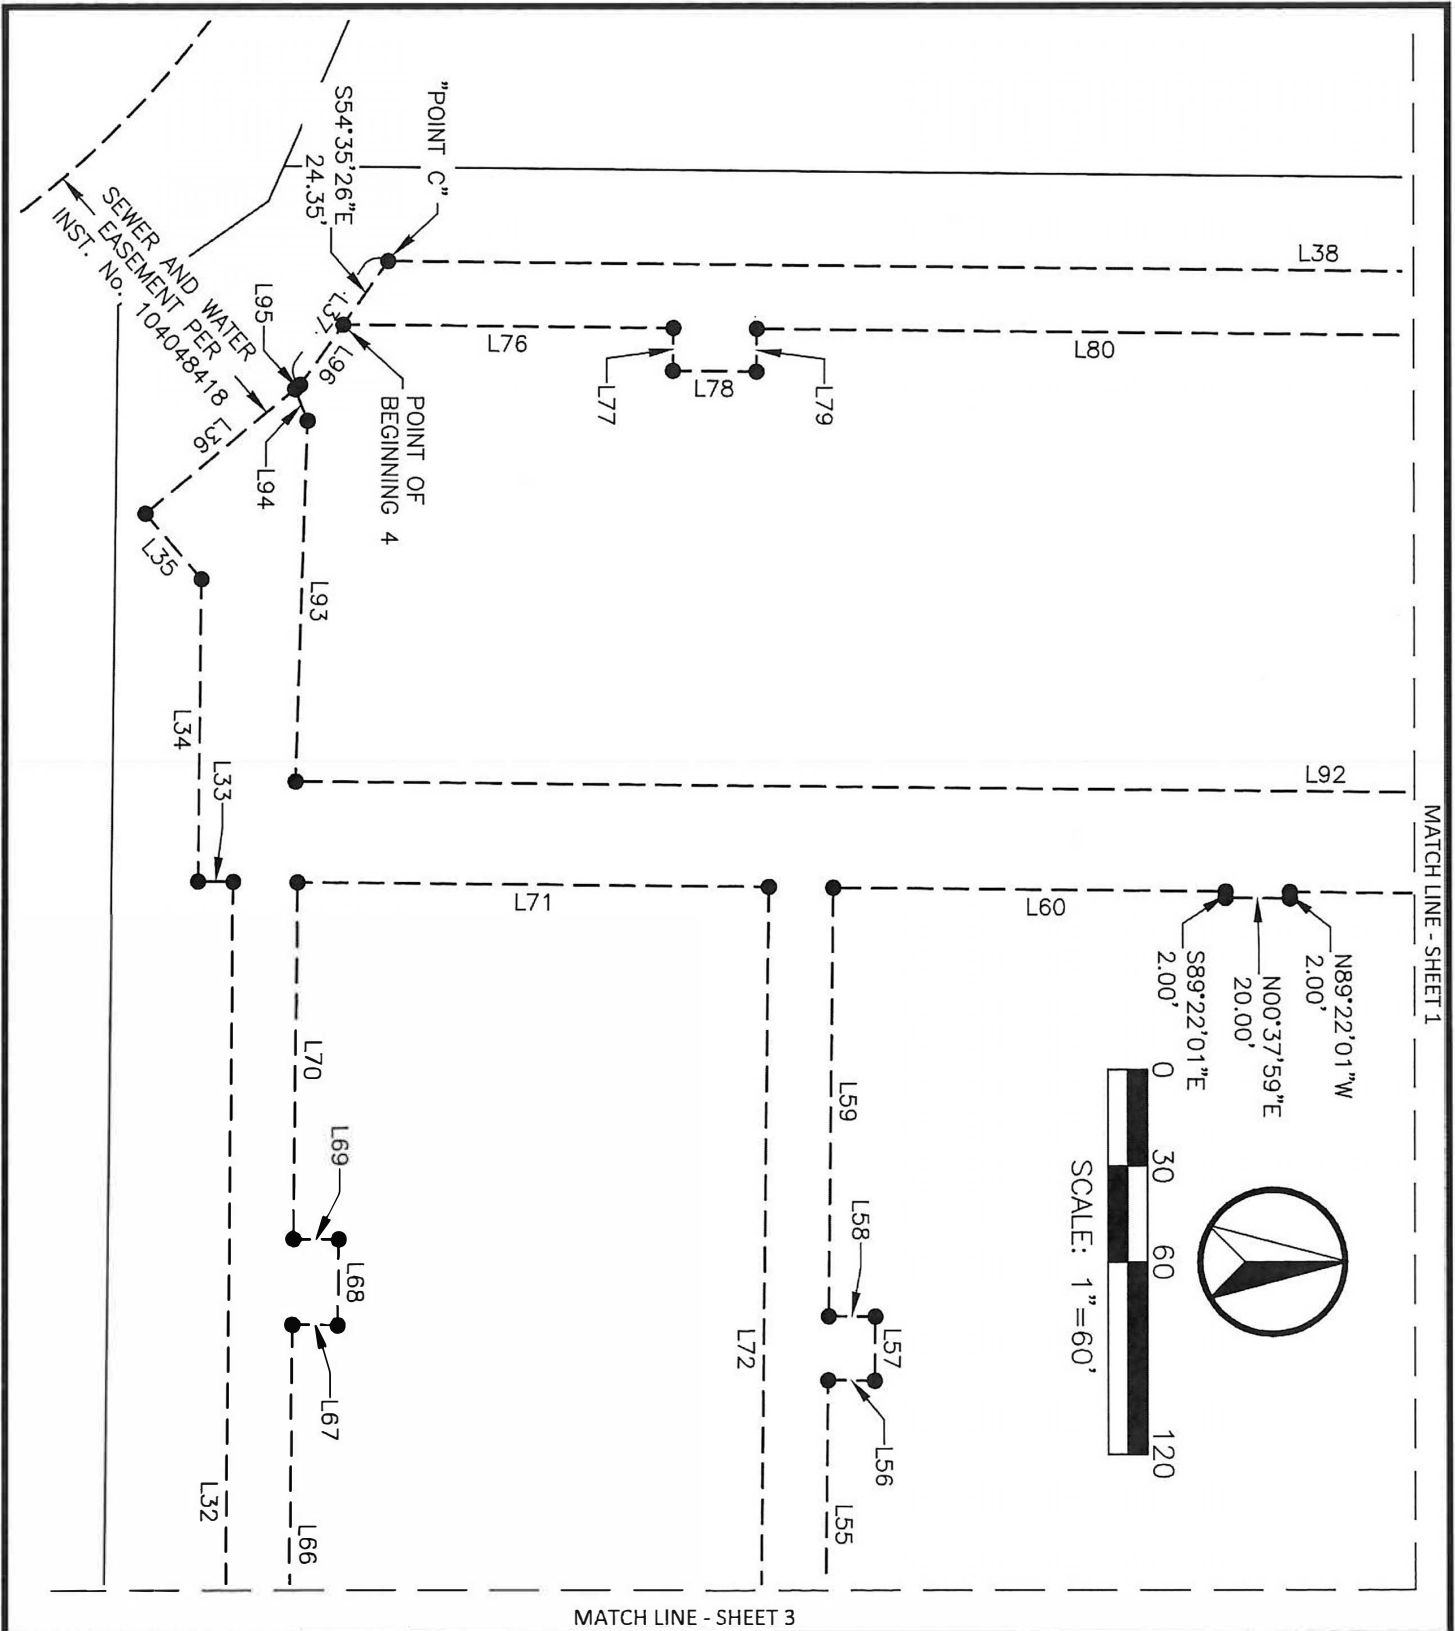 "POINT C"
S54°35'26"E
24.35'
L38
L37
L76
L77
L78
L79
L80
L96
L95
L94
POINT OF
BEGINNING 4
SEWER AND WATER
EASEMENT PER
INST. No. 104048418
L36
L35
L34
L33
L93
L92
MATCH LINE - SHEET 1
L71
L60
N89°22'01"W
2.00'
N00°37'59"E
20.00'
S89°22'01"E
2.00'
L70
L69
L68
L67
L66
L59
L58
L57
L56
L55
L72
L32
0 30 60 120
SCALE: 1"=60'
MATCH LINE - SHEET 3